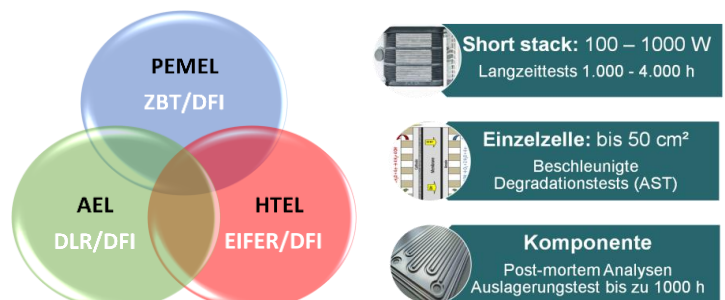 PEMEL
ZBT/DFI
AEL
DLR/DFI
HTEL
EIFER/DFI
Short stack: 100 – 1000 W
Langzeittests 1.000 - 4.000 h
Einzelzelle: bis 50 cm²
Beschleunigte
Degradationstests (AST)
Komponente
Post-mortem Analysen
Auslagerungstest bis zu 1000 h